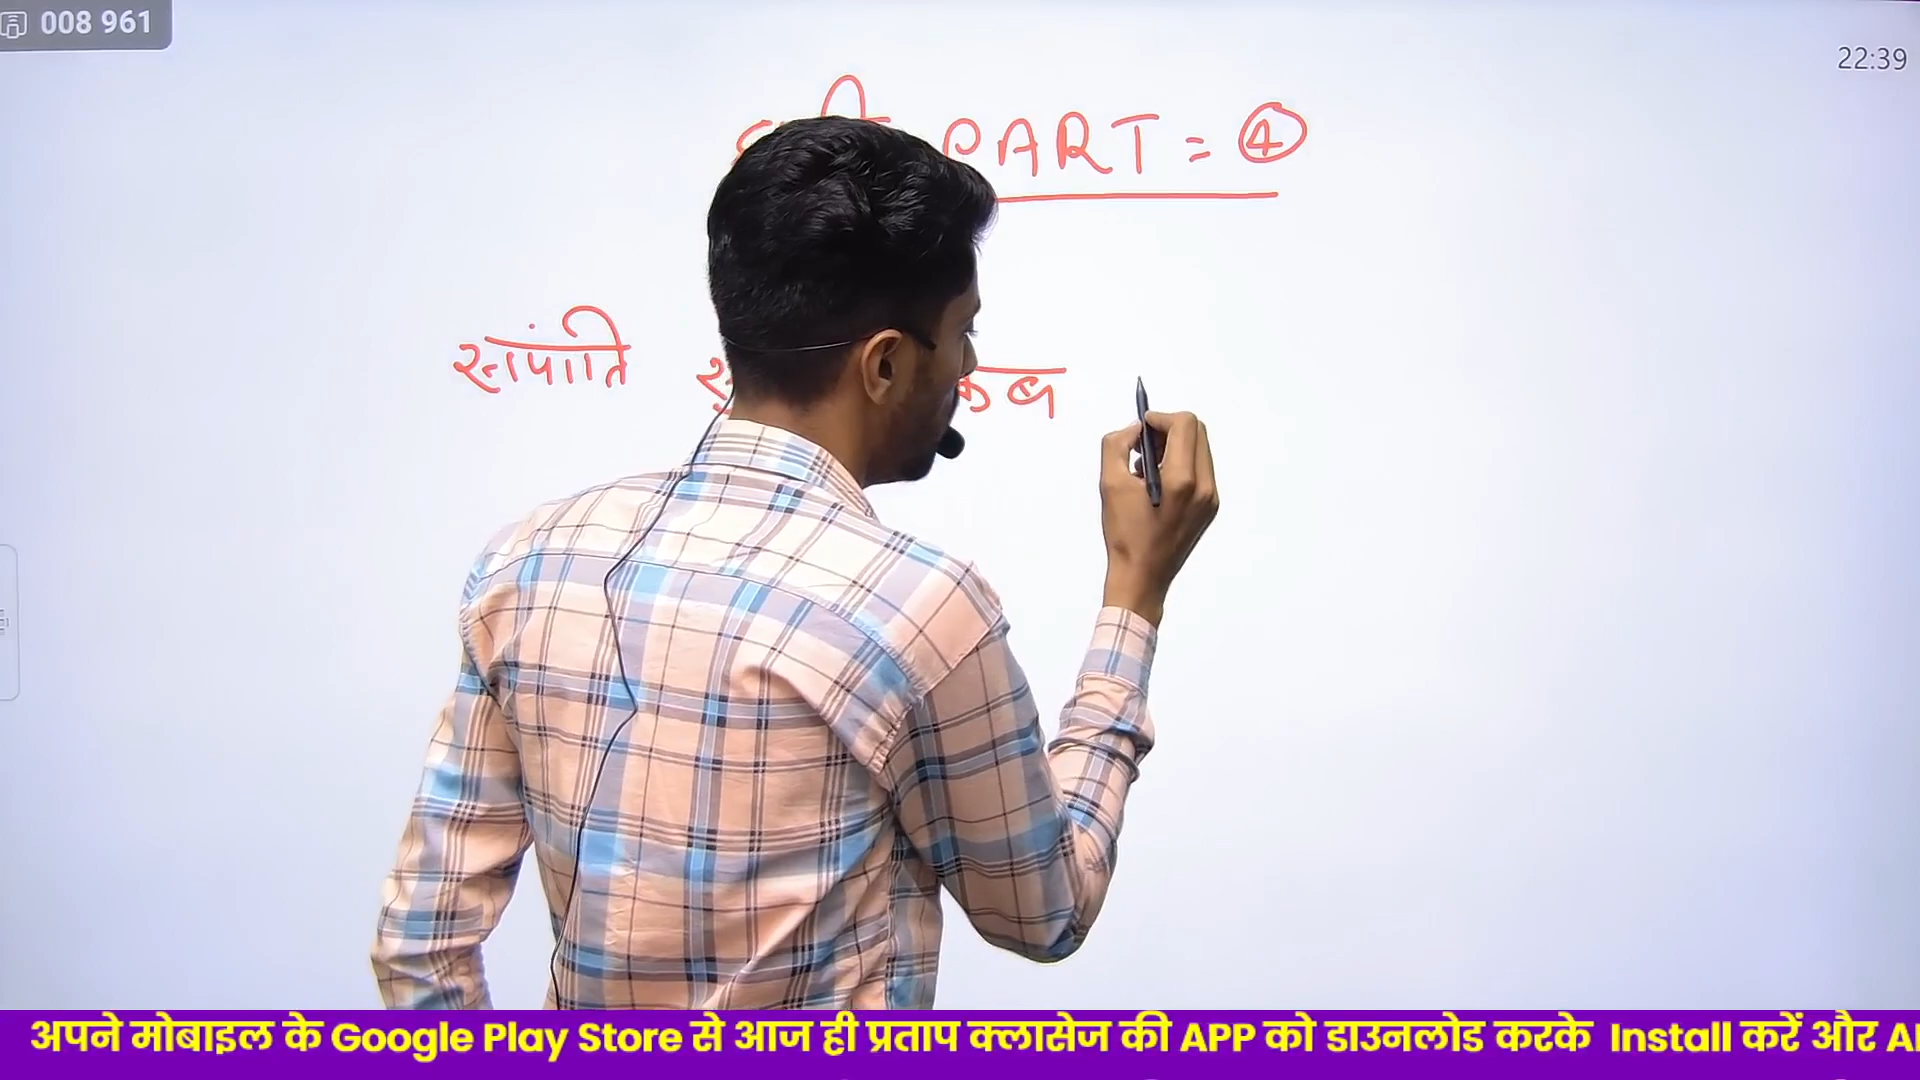 008 961
22:39
PART = 4
कब
अपने मोबाइल के Google Play Store से आज ही प्रताप क्लासेज की APP को डाउनलोड करके Install करें और